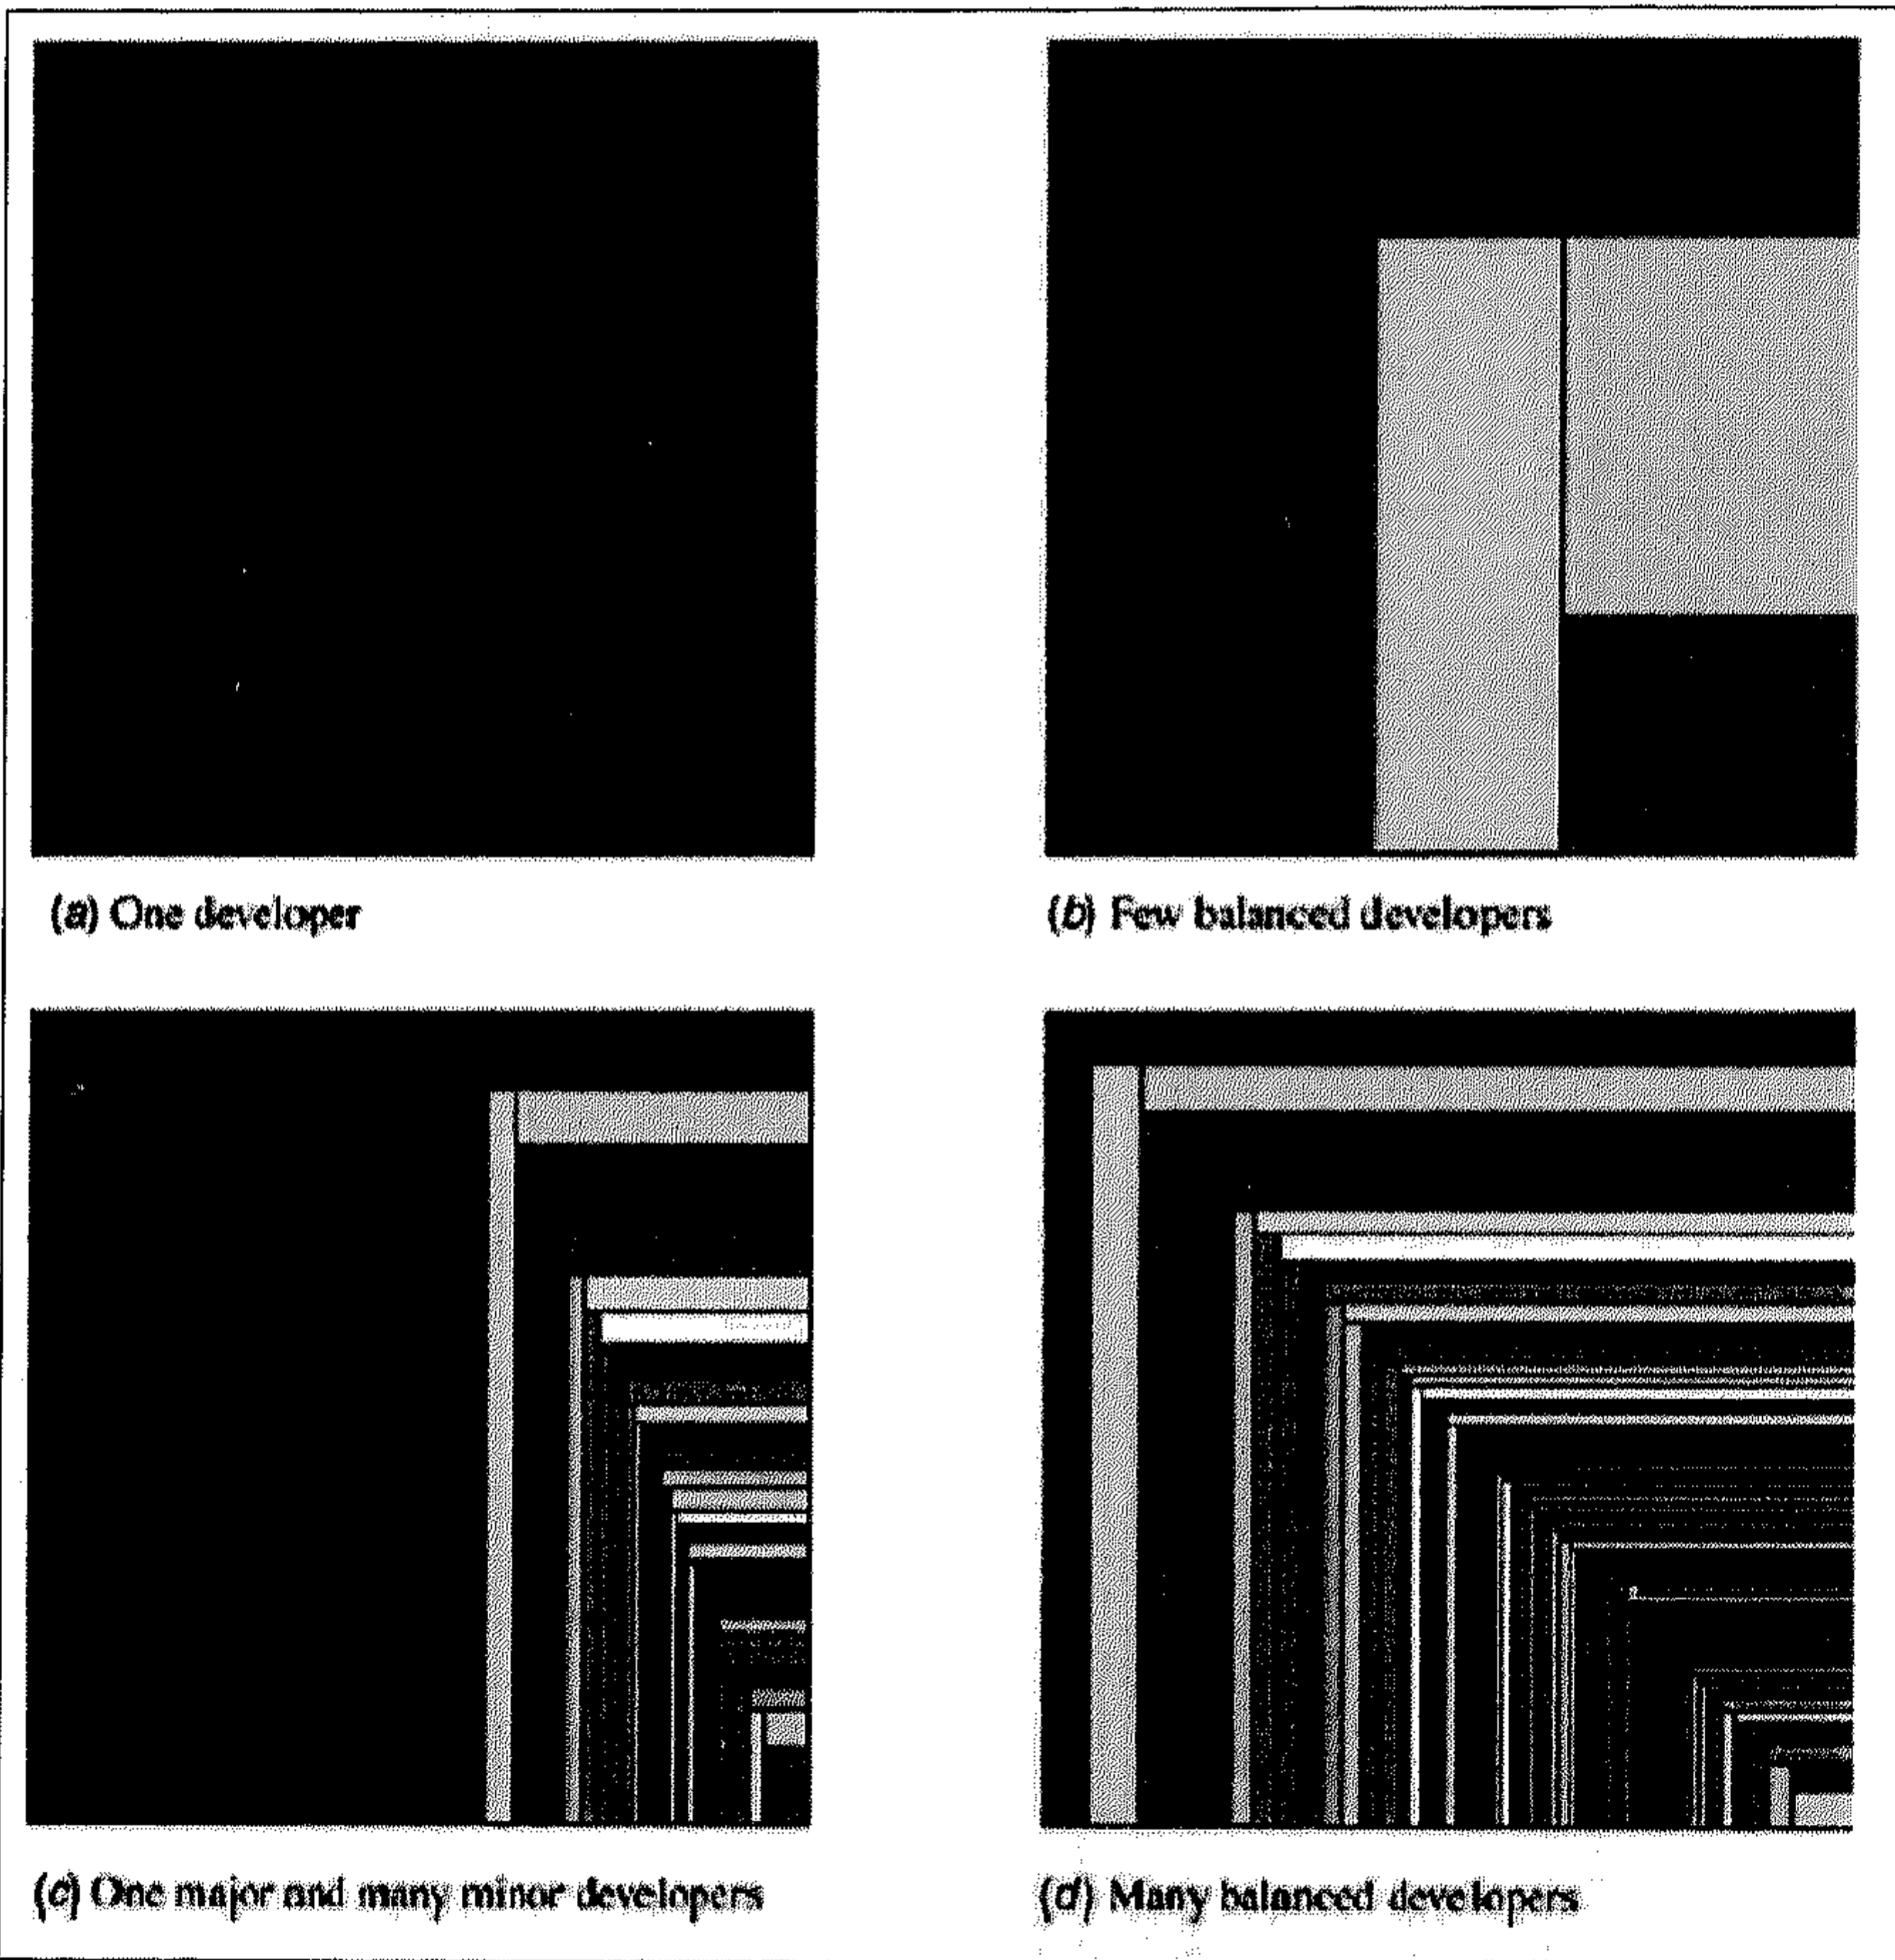 (a) One developer
(b) Few balanced developers
(c) One major and many minor developers
(d) Many balanced developers